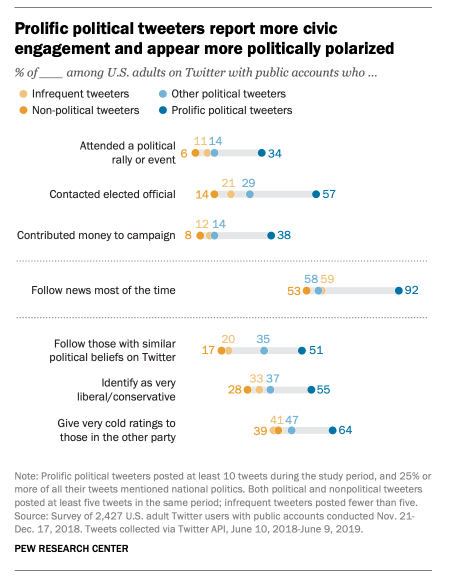 Prolific political tweeters report more civic
engagement and appear more politically polarized
% of ___ among U.S. adults on Twitter with public accounts who ...
Infrequent tweeters
Other political tweeters
Non-political tweeters
Prolific political tweeters
Attended a political
rally or event
6
11
14
34
Contacted elected official
14
21
29
57
Contributed money to campaign
8
12
14
38
Follow news most of the time
53
58
59
92
Follow those with similar
political beliefs on Twitter
17
20
35
51
Identify as very
liberal/conservative
28
33
37
55
Give very cold ratings to
those in the other party
39
41
47
64
Note: Prolific political tweeters posted at least 10 tweets during the study period, and 25% or
more of all their tweets mentioned national politics. Both political and nonpolitical tweeters
posted at least five tweets in the same period; infrequent tweeters posted fewer than five.
Source: Survey of 2,427 U.S. adult Twitter users with public accounts conducted Nov. 21-
Dec. 17, 2018. Tweets collected via Twitter API, June 10, 2018-June 9, 2019.
PEW RESEARCH CENTER